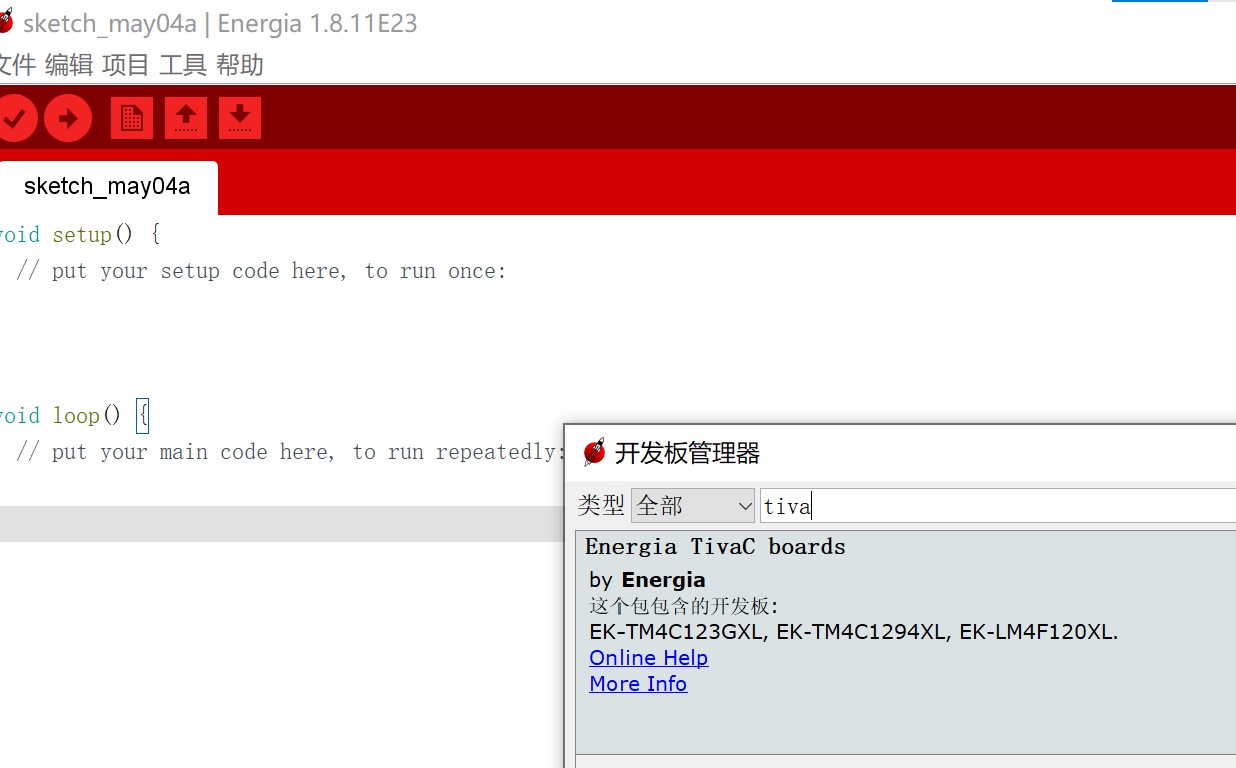 sketch_may04a | Energia 1.8.11E23
文件 编辑 项目 工具 帮助
sketch_may04a
void setup() {
// put your setup code here, to run once:
void loop() {
// put your main code here, to run repeatedly:
开发板管理器
类型 全部 tiva
Energia TivaC boards
by Energia
这个包包含的开发板:
EK-TM4C123GXL, EK-TM4C1294XL, EK-LM4F120XL.
Online Help
More Info